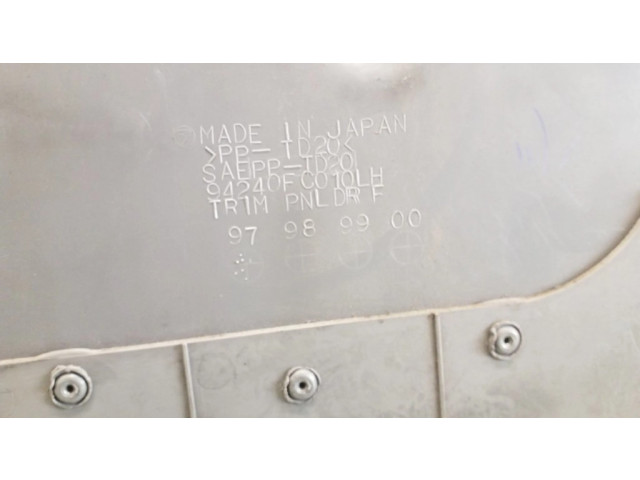 MADE IN JAPAN
>PP-TD20<
SAEPP-TD20
94240FC010LH
TRIM PNL DR F
97 98 99 00